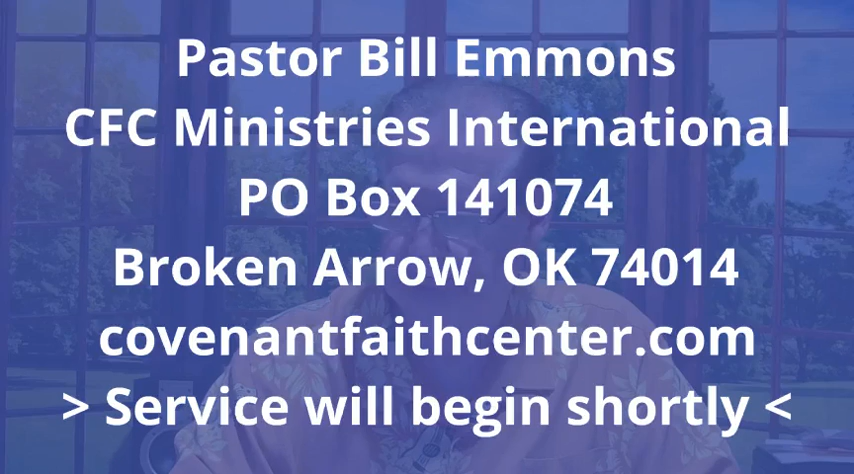 Pastor Bill Emmons
CFC Ministries International
PO Box 141074
Broken Arrow, OK 74014
covenantfaithcenter.com
> Service will begin shortly <